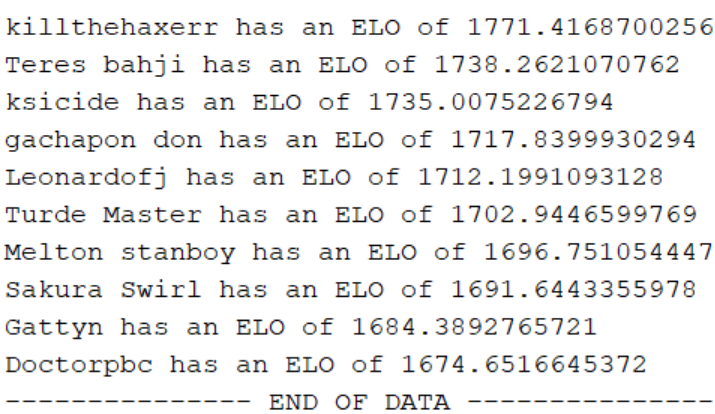 killthehaxerr has an ELO of 1771.4168700256
Teres bahji has an ELO of 1738.2621070762
ksicide has an ELO of 1735.0075226794
gachapon don has an ELO of 1717.8399930294
Leonardofj has an ELO of 1712.1991093128
Turde Master has an ELO of 1702.9446599769
Melton stanboy has an ELO of 1696.751054447
Sakura Swirl has an ELO of 1691.6443355978
Gattyn has an ELO of 1684.3892765721
Doctorpbc has an ELO of 1674.6516645372
--------------- END OF DATA ---------------